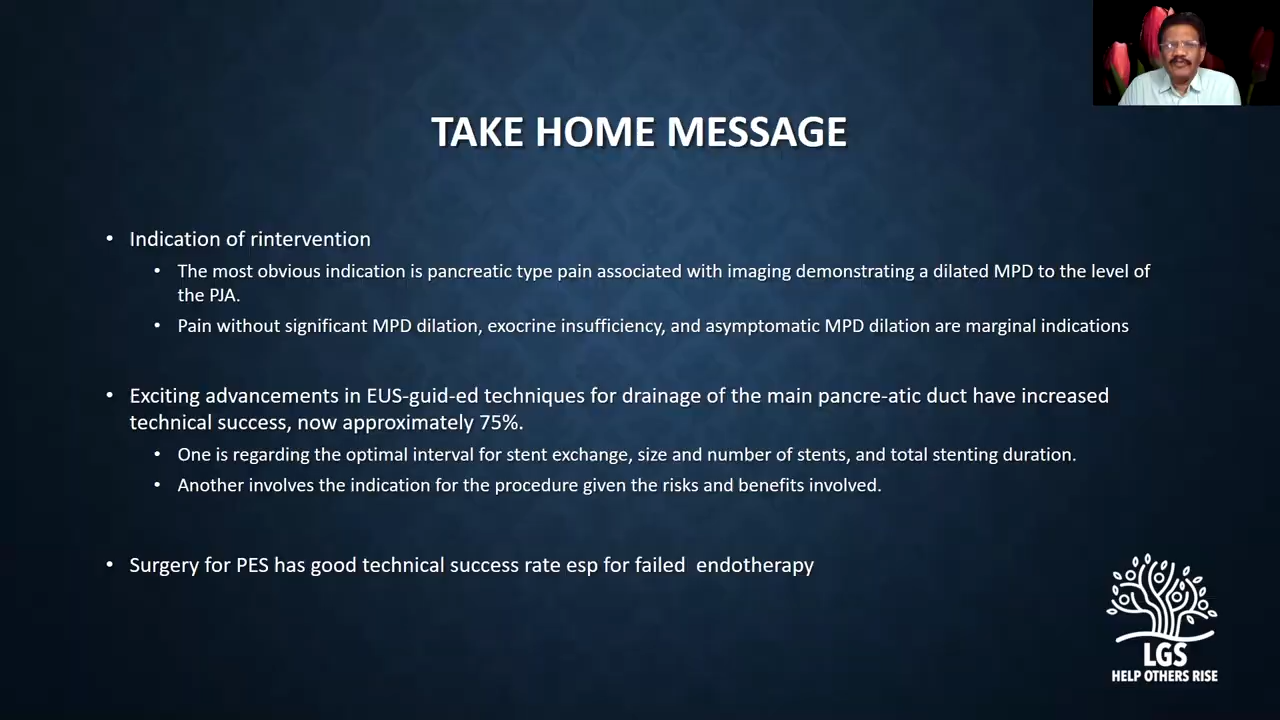 TAKE HOME MESSAGE
• Indication of rintervention
• The most obvious indication is pancreatic type pain associated with imaging demonstrating a dilated MPD to the level of
the PJA.
• Pain without significant MPD dilation, exocrine insufficiency, and asymptomatic MPD dilation are marginal indications
• Exciting advancements in EUS-guid-ed techniques for drainage of the main pancre-atic duct have increased
technical success, now approximately 75%.
• One is regarding the optimal interval for stent exchange, size and number of stents, and total stenting duration.
• Another involves the indication for the procedure given the risks and benefits involved.
• Surgery for PES has good technical success rate esp for failed  endotherapy
LGS
HELP OTHERS RISE